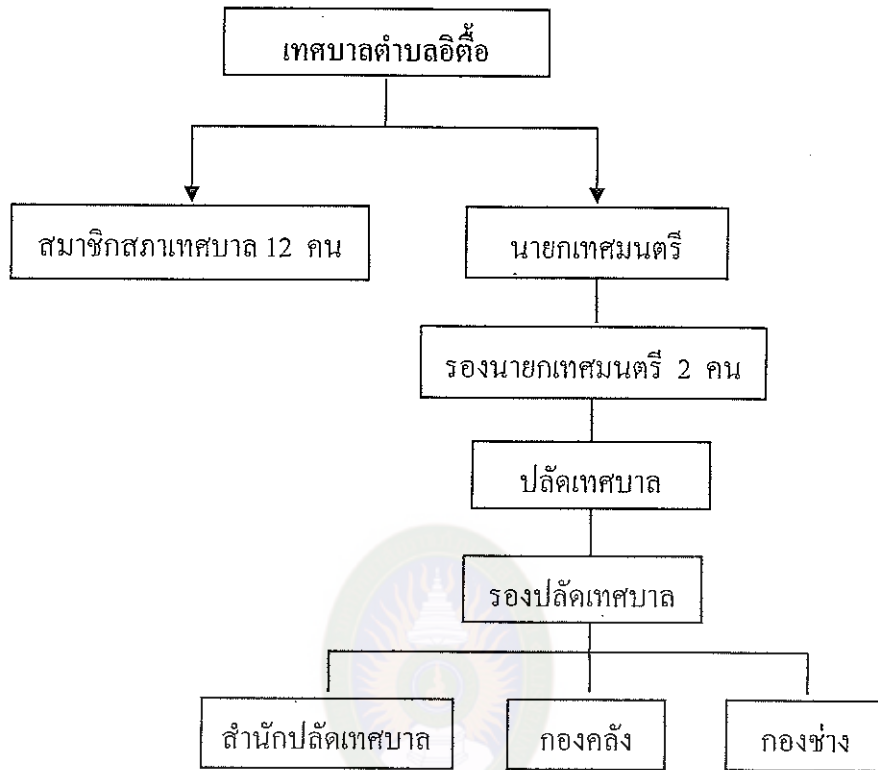 เทศบาลตำบลอิตื้อ
สมาชิกสภาเทศบาล 12 คน
นายกเทศมนตรี
รองนายกเทศมนตรี 2 คน
ปลัดเทศบาล
รองปลัดเทศบาล
สำนักปลัดเทศบาล
กองคลัง
กองช่าง